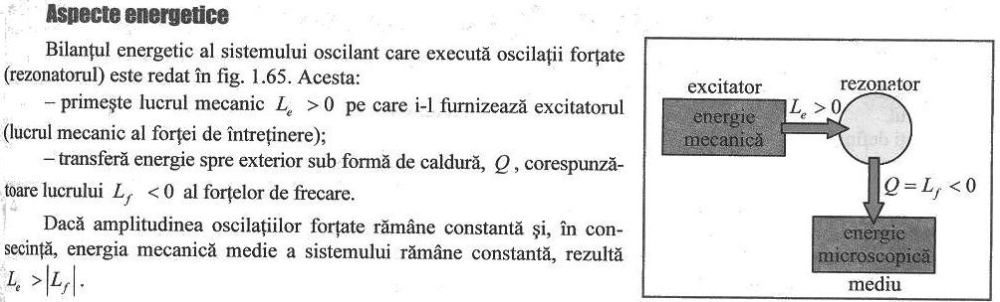 Aspecte energetice
Bilanțul energetic al sistemului oscilant care execută oscilații forțate
(rezonatorul) este redat în fig. 1.65. Acesta:
– primește lucrul mecanic L_e > 0 pe care i-l furnizează excitatorul
(lucrul mecanic al forței de întreținere);
– transferă energie spre exterior sub formă de caldură, Q, corespunză-
toare lucrului L_f < 0 al forțelor de frecare.
Dacă amplitudinea oscilațiilor forțate rămâne constantă și, în con-
secință, energia mecanică medie a sistemului rămâne constantă, rezultă
L_e > |L_f|.
excitator
rezonator
energie
mecanică
L_e > 0
Q = L_f < 0
energie
microscopică
mediu